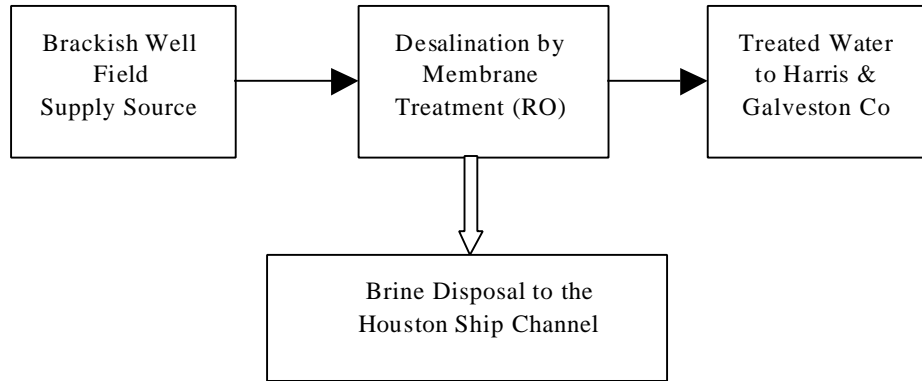 Brackish Well
Field
Supply Source
Desalination by
Membrane
Treatment (RO)
Treated Water
to Harris &
Galveston Co
Brine Disposal to the
Houston Ship Channel